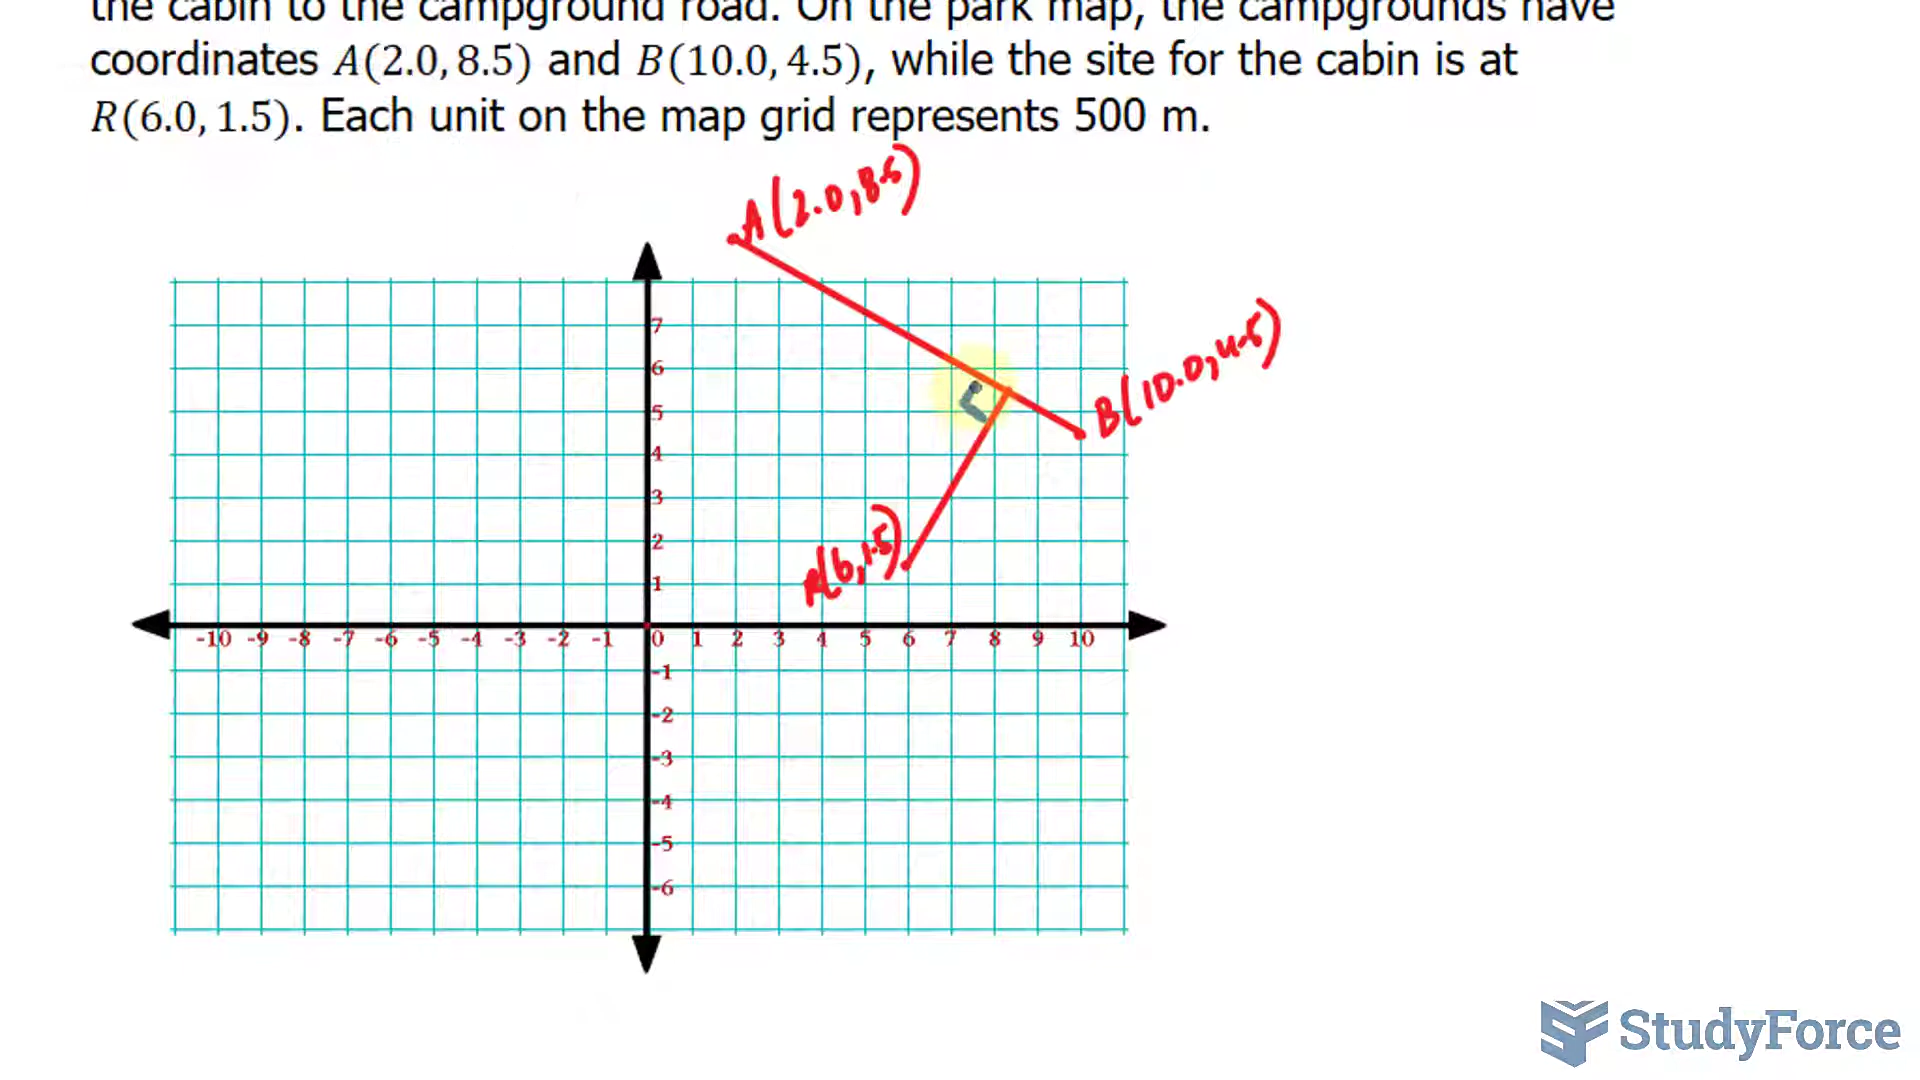 the cabin to the campground road. On the park map, the campgrounds have
coordinates A(2.0, 8.5) and B(10.0, 4.5), while the site for the cabin is at
R(6.0, 1.5). Each unit on the map grid represents 500 m.
A(2.0,8.5)
B(10.0,4.5)
R(6,1.5)
7
6
5
4
3
2
1
-10 -9 -8 -7 -6 -5 -4 -3 -2 -1 0 1 2 3 4 5 6 7 8 9 10
-1
-2
-3
-4
-5
-6
StudyForce